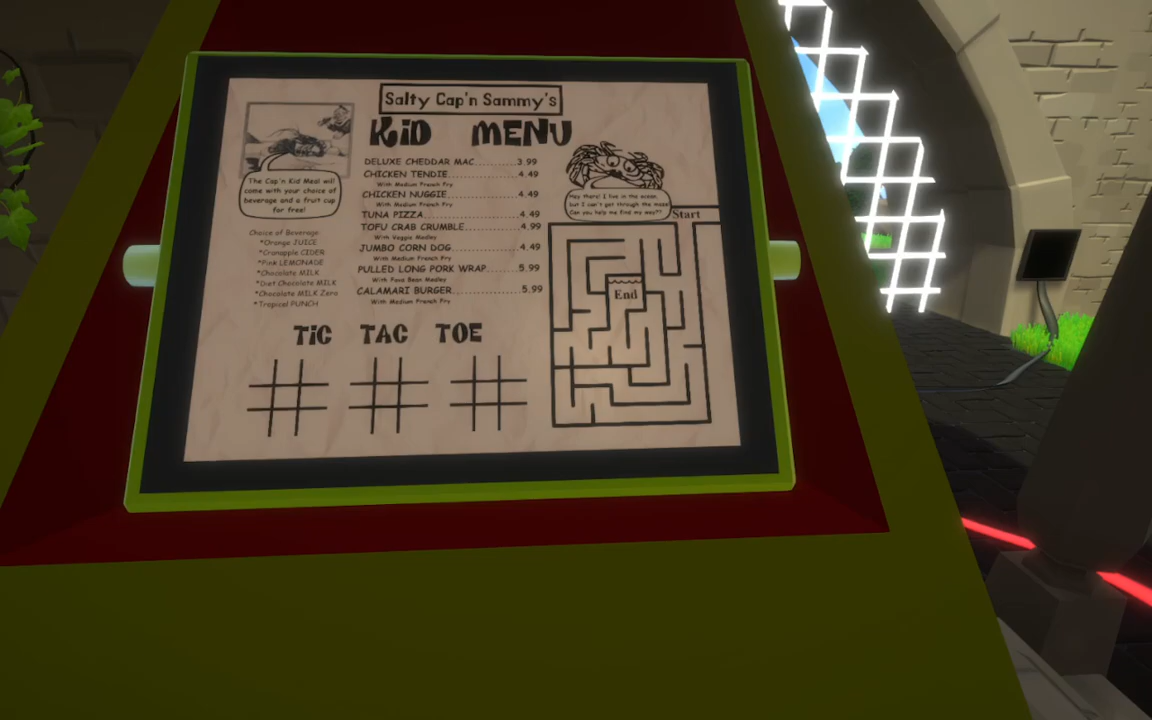 Salty Cap'n Sammy's
KiD MENU
The Cap'n Kid Meal will
come with your choice of
beverage and a fruit cup
for free!
Choice of Beverage:
*Orange JUICE
*Cranapple CIDER
*Pink LEMONADE
*Chocolate MILK
*Diet Chocolate MILK
*Chocolate MILK Zero
*Tropical PUNCH
DELUXE CHEDDAR MAC..........3.99
CHICKEN TENDIE..................4.49
With Medium French Fry
CHICKEN NUGGIE.................4.49
With Medium French Fry
TUNA PIZZA......................4.49
TOFU CRAB CRUMBLE..............4.99
With Veggie Medley
JUMBO CORN DOG.................4.49
With Medium French Fry
PULLED LONG PORK WRAP........5.99
With Fava Bean Medley
CALAMARI BURGER.................5.99
With Medium French Fry
Hey there! I live in the ocean,
but I can't get through the maze!
Can you help me find my way??
Start
End
TiC TAC TOE